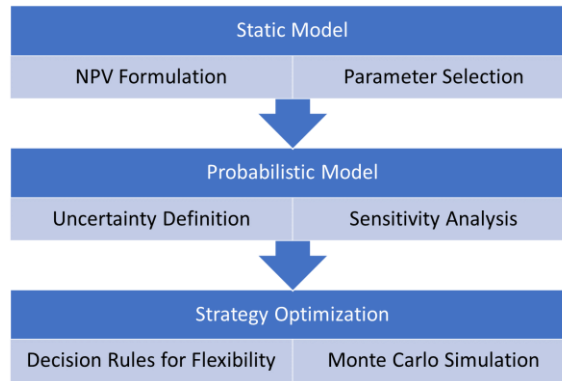 Static Model
NPV Formulation Parameter Selection
Probabilistic Model
Uncertainty Definition Sensitivity Analysis
Strategy Optimization
Decision Rules for Flexibility Monte Carlo Simulation